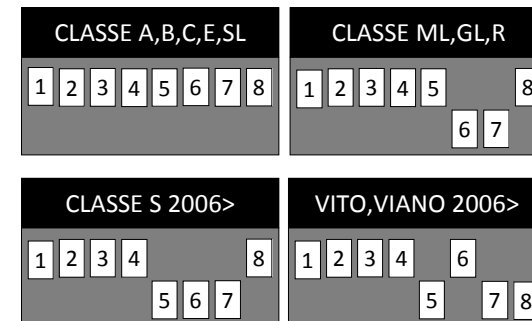 CLASSE A,B,C,E,SL
1 2 3 4 5 6 7 8
CLASSE ML,GL,R
1 2 3 4 5 8
6 7
CLASSE S 2006>
1 2 3 4 8
5 6 7
VITO,VIANO 2006>
1 2 3 4 6
5 7 8